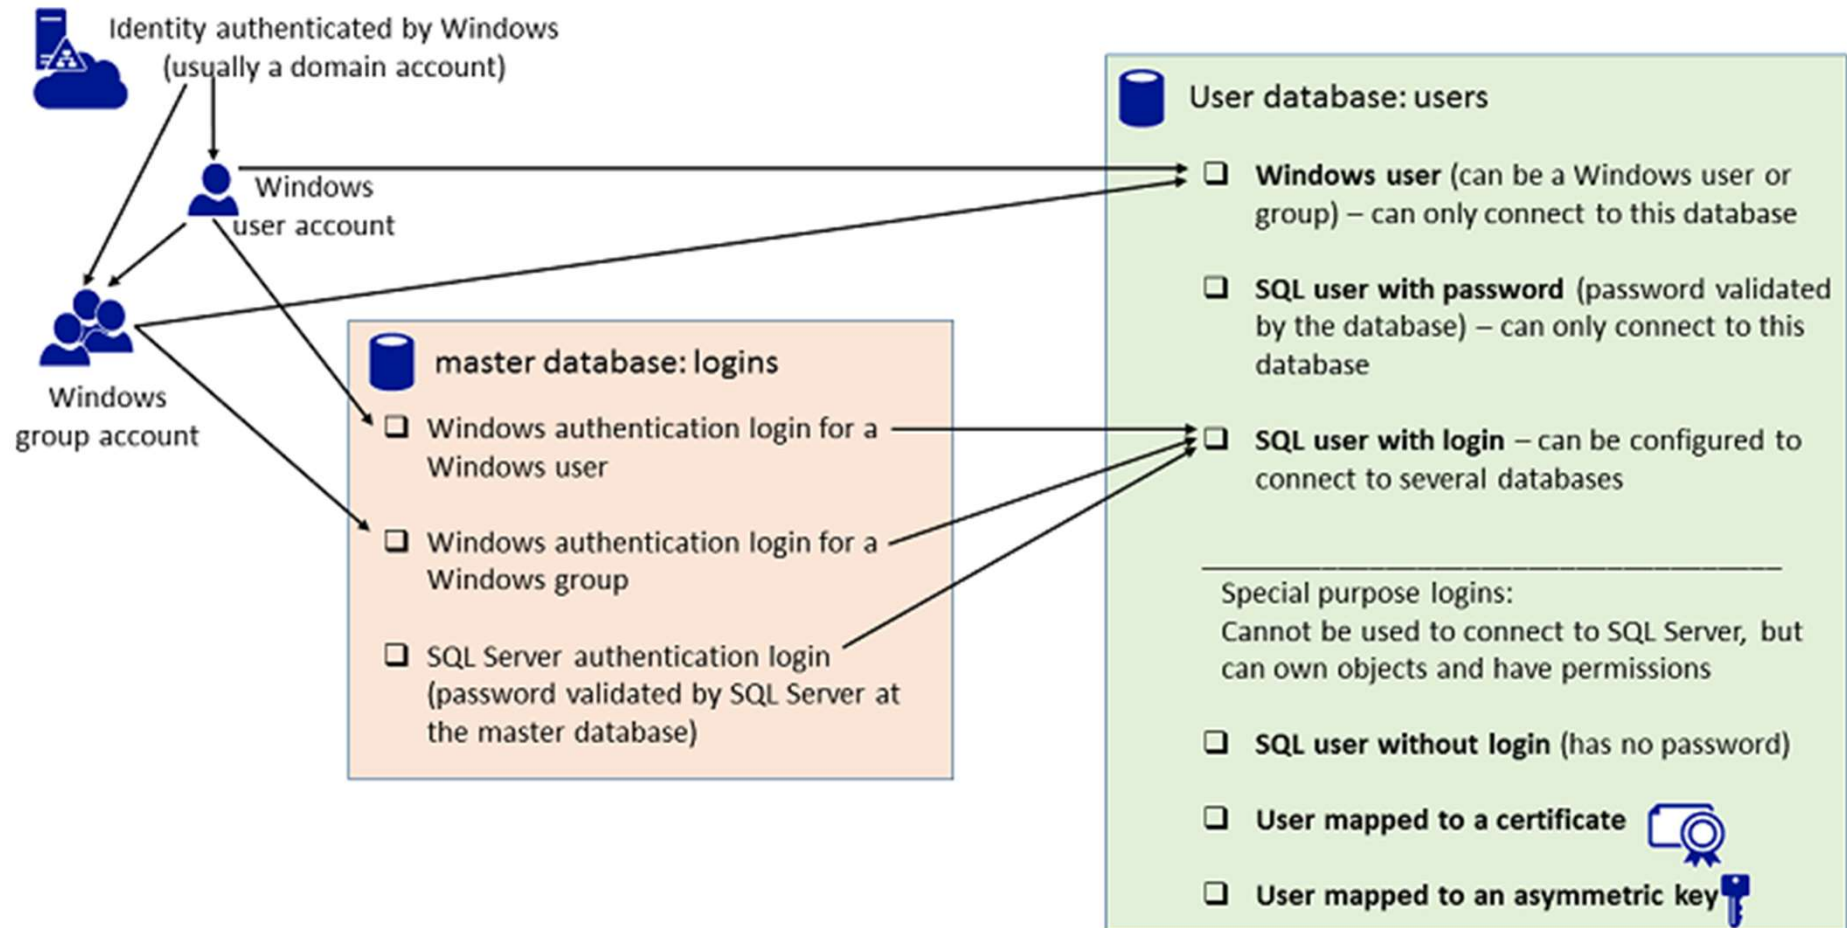 Identity authenticated by Windows
(usually a domain account)
Windows
user account
Windows
group account
master database: logins
❑ Windows authentication login for a
Windows user
❑ Windows authentication login for a
Windows group
❑ SQL Server authentication login
(password validated by SQL Server at
the master database)
User database: users
❑ Windows user (can be a Windows user or
group) – can only connect to this database
❑ SQL user with password (password validated
by the database) – can only connect to this
database
❑ SQL user with login – can be configured to
connect to several databases
Special purpose logins:
Cannot be used to connect to SQL Server, but
can own objects and have permissions
❑ SQL user without login (has no password)
❑ User mapped to a certificate
❑ User mapped to an asymmetric key